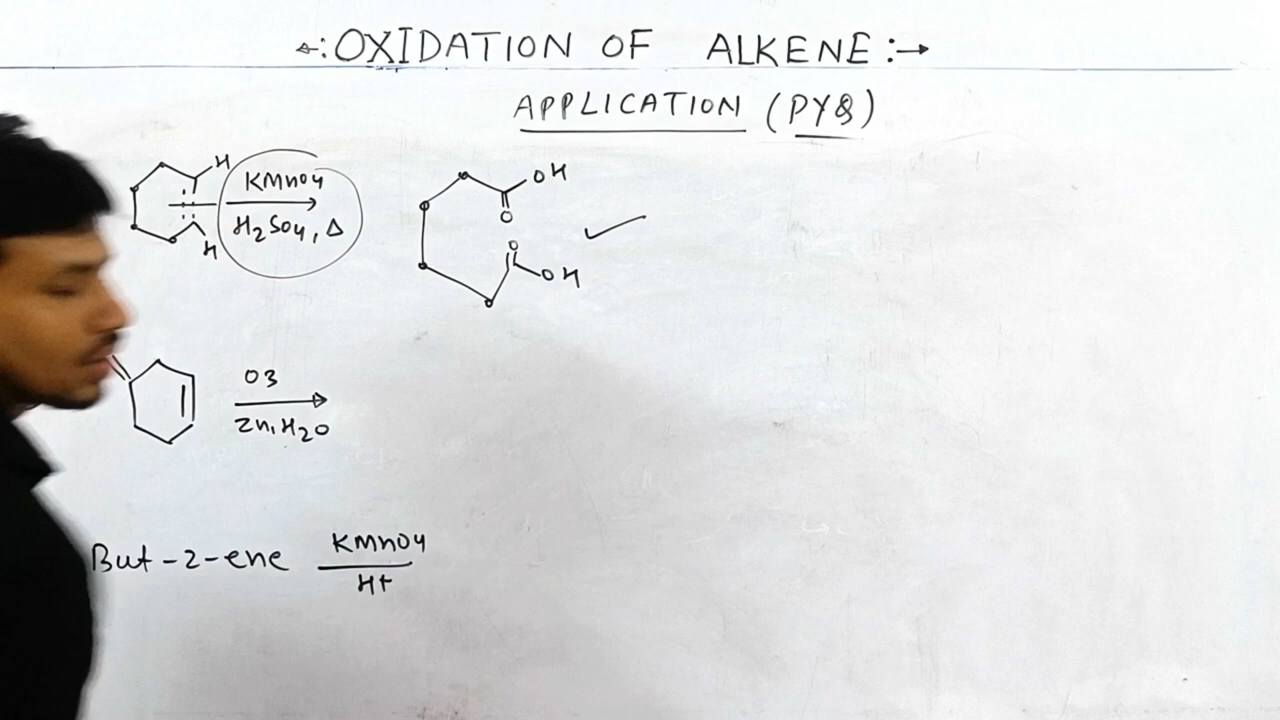 ←:OXIDATION OF ALKENE:→
APPLICATION (PYQ)
H KMnO4 OH
H2SO4, Δ O
H O
OH
O3
Zn, H2O
But-2-ene KMnO4
H+